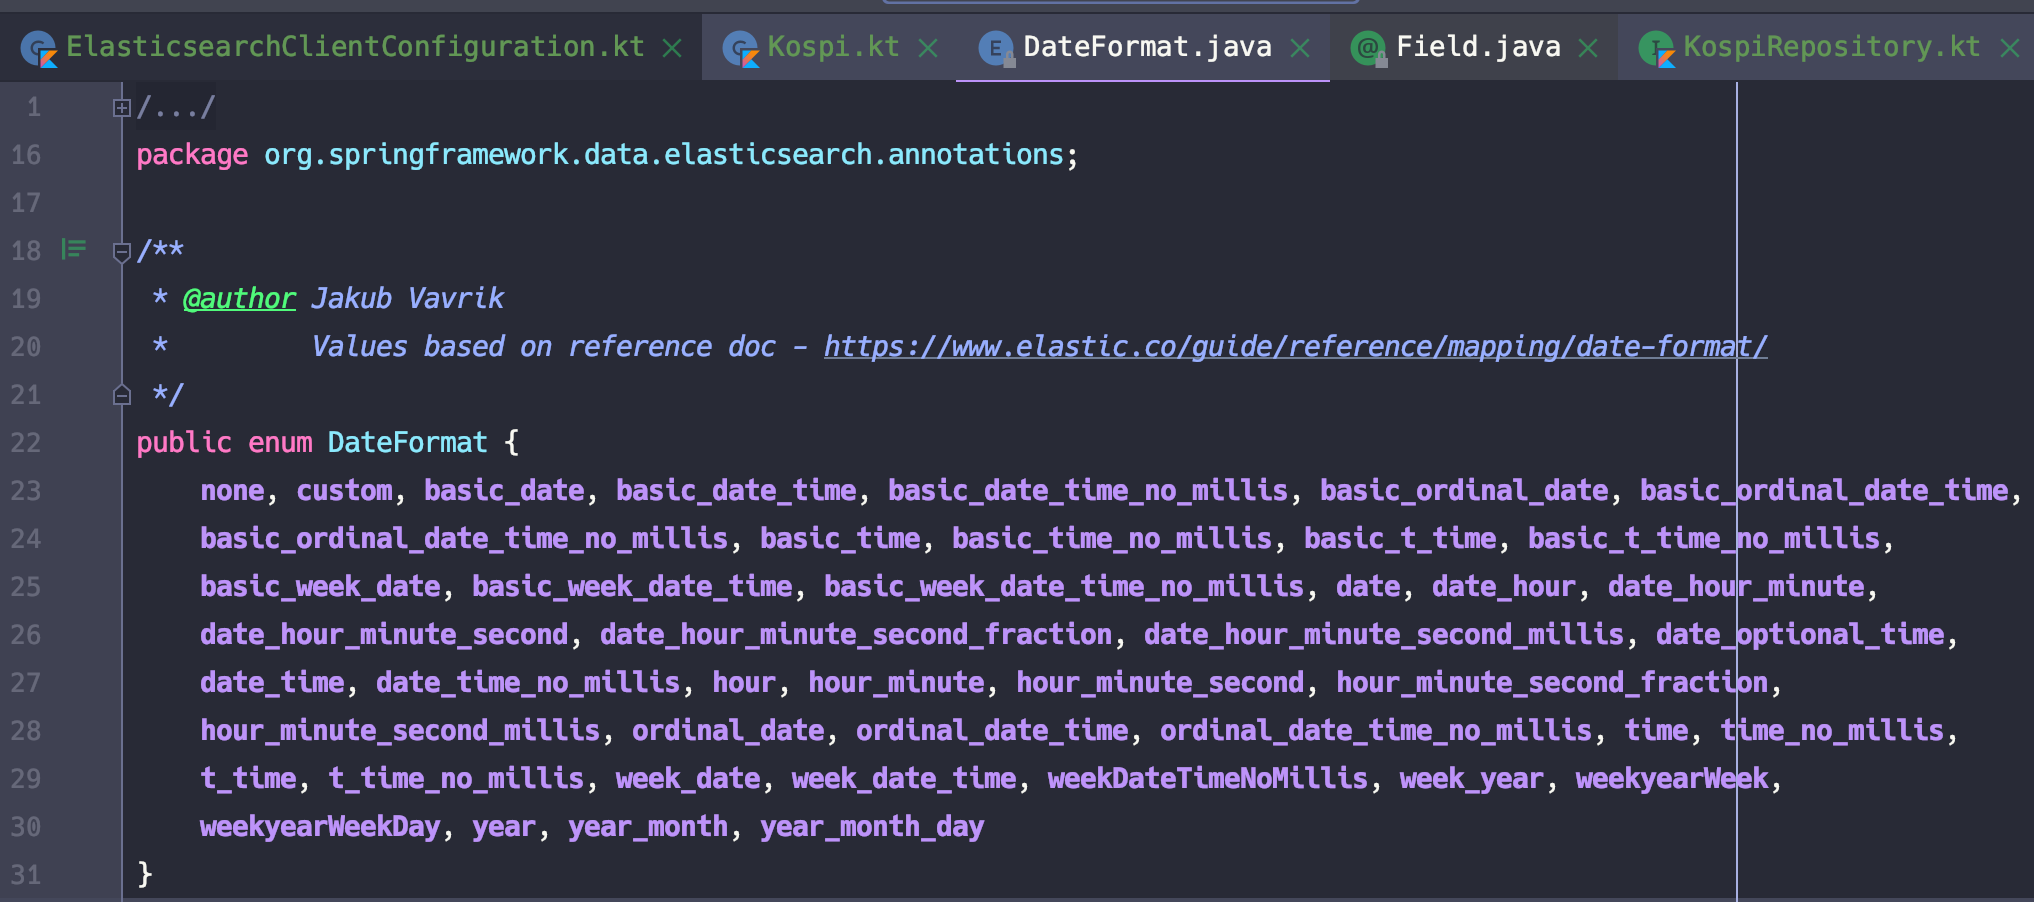 ElasticsearchClientConfiguration.kt Kospi.kt DateFormat.java Field.java KospiRepository.kt
1 /.../
16 package org.springframework.data.elasticsearch.annotations;
17
18 /**
19 * @author Jakub Vavrik
20 * Values based on reference doc - https://www.elastic.co/guide/reference/mapping/date-format/
21 */
22 public enum DateFormat {
23 none, custom, basic_date, basic_date_time, basic_date_time_no_millis, basic_ordinal_date, basic_ordinal_date_time,
24 basic_ordinal_date_time_no_millis, basic_time, basic_time_no_millis, basic_t_time, basic_t_time_no_millis,
25 basic_week_date, basic_week_date_time, basic_week_date_time_no_millis, date, date_hour, date_hour_minute,
26 date_hour_minute_second, date_hour_minute_second_fraction, date_hour_minute_second_millis, date_optional_time,
27 date_time, date_time_no_millis, hour, hour_minute, hour_minute_second, hour_minute_second_fraction,
28 hour_minute_second_millis, ordinal_date, ordinal_date_time, ordinal_date_time_no_millis, time, time_no_millis,
29 t_time, t_time_no_millis, week_date, week_date_time, weekDateTimeNoMillis, week_year, weekyearWeek,
30 weekyearWeekDay, year, year_month, year_month_day
31 }